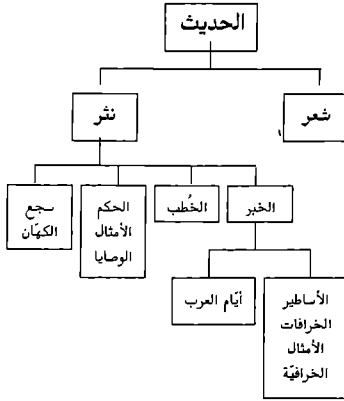 الحديث
شعر
نثر
الخبر
الخُطب
الحكم
الأمثال
الوصايا
سجع
الكهّان
الأساطير
الخرافات
الأمثال
الخرافيّة
أيّام العرب